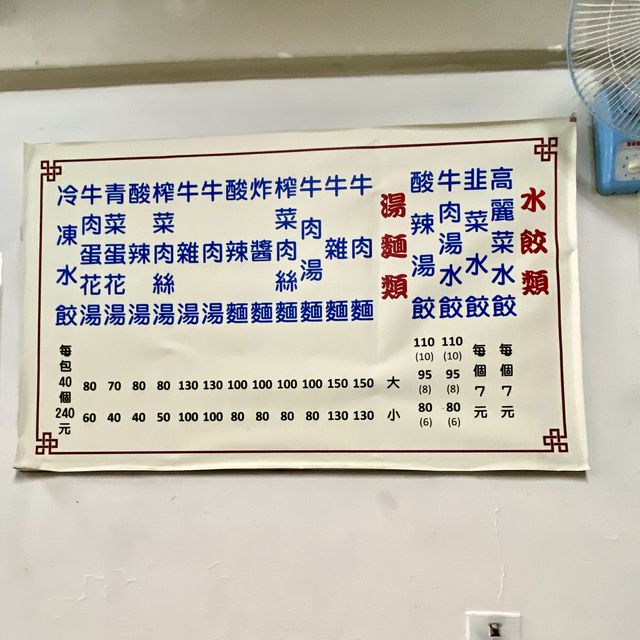 水餃類
高麗菜水餃 每個7元
韭菜水餃 每個7元
牛肉湯水餃 110 (10) 95 (8) 80 (6)
酸辣湯餃 110 (10) 95 (8) 80 (6)
湯麵類 大 小
牛肉麵 150 130
牛雜麵 150 130
牛肉湯麵 100 80
榨菜肉絲麵 100 80
炸醬麵 100 80
酸辣麵 100 80
牛肉湯 130 100
牛雜湯 130 100
榨菜肉絲湯 80 50
酸辣湯 80 40
青菜蛋花湯 70 40
牛肉蛋花湯 80 60
冷凍水餃 每包40個240元